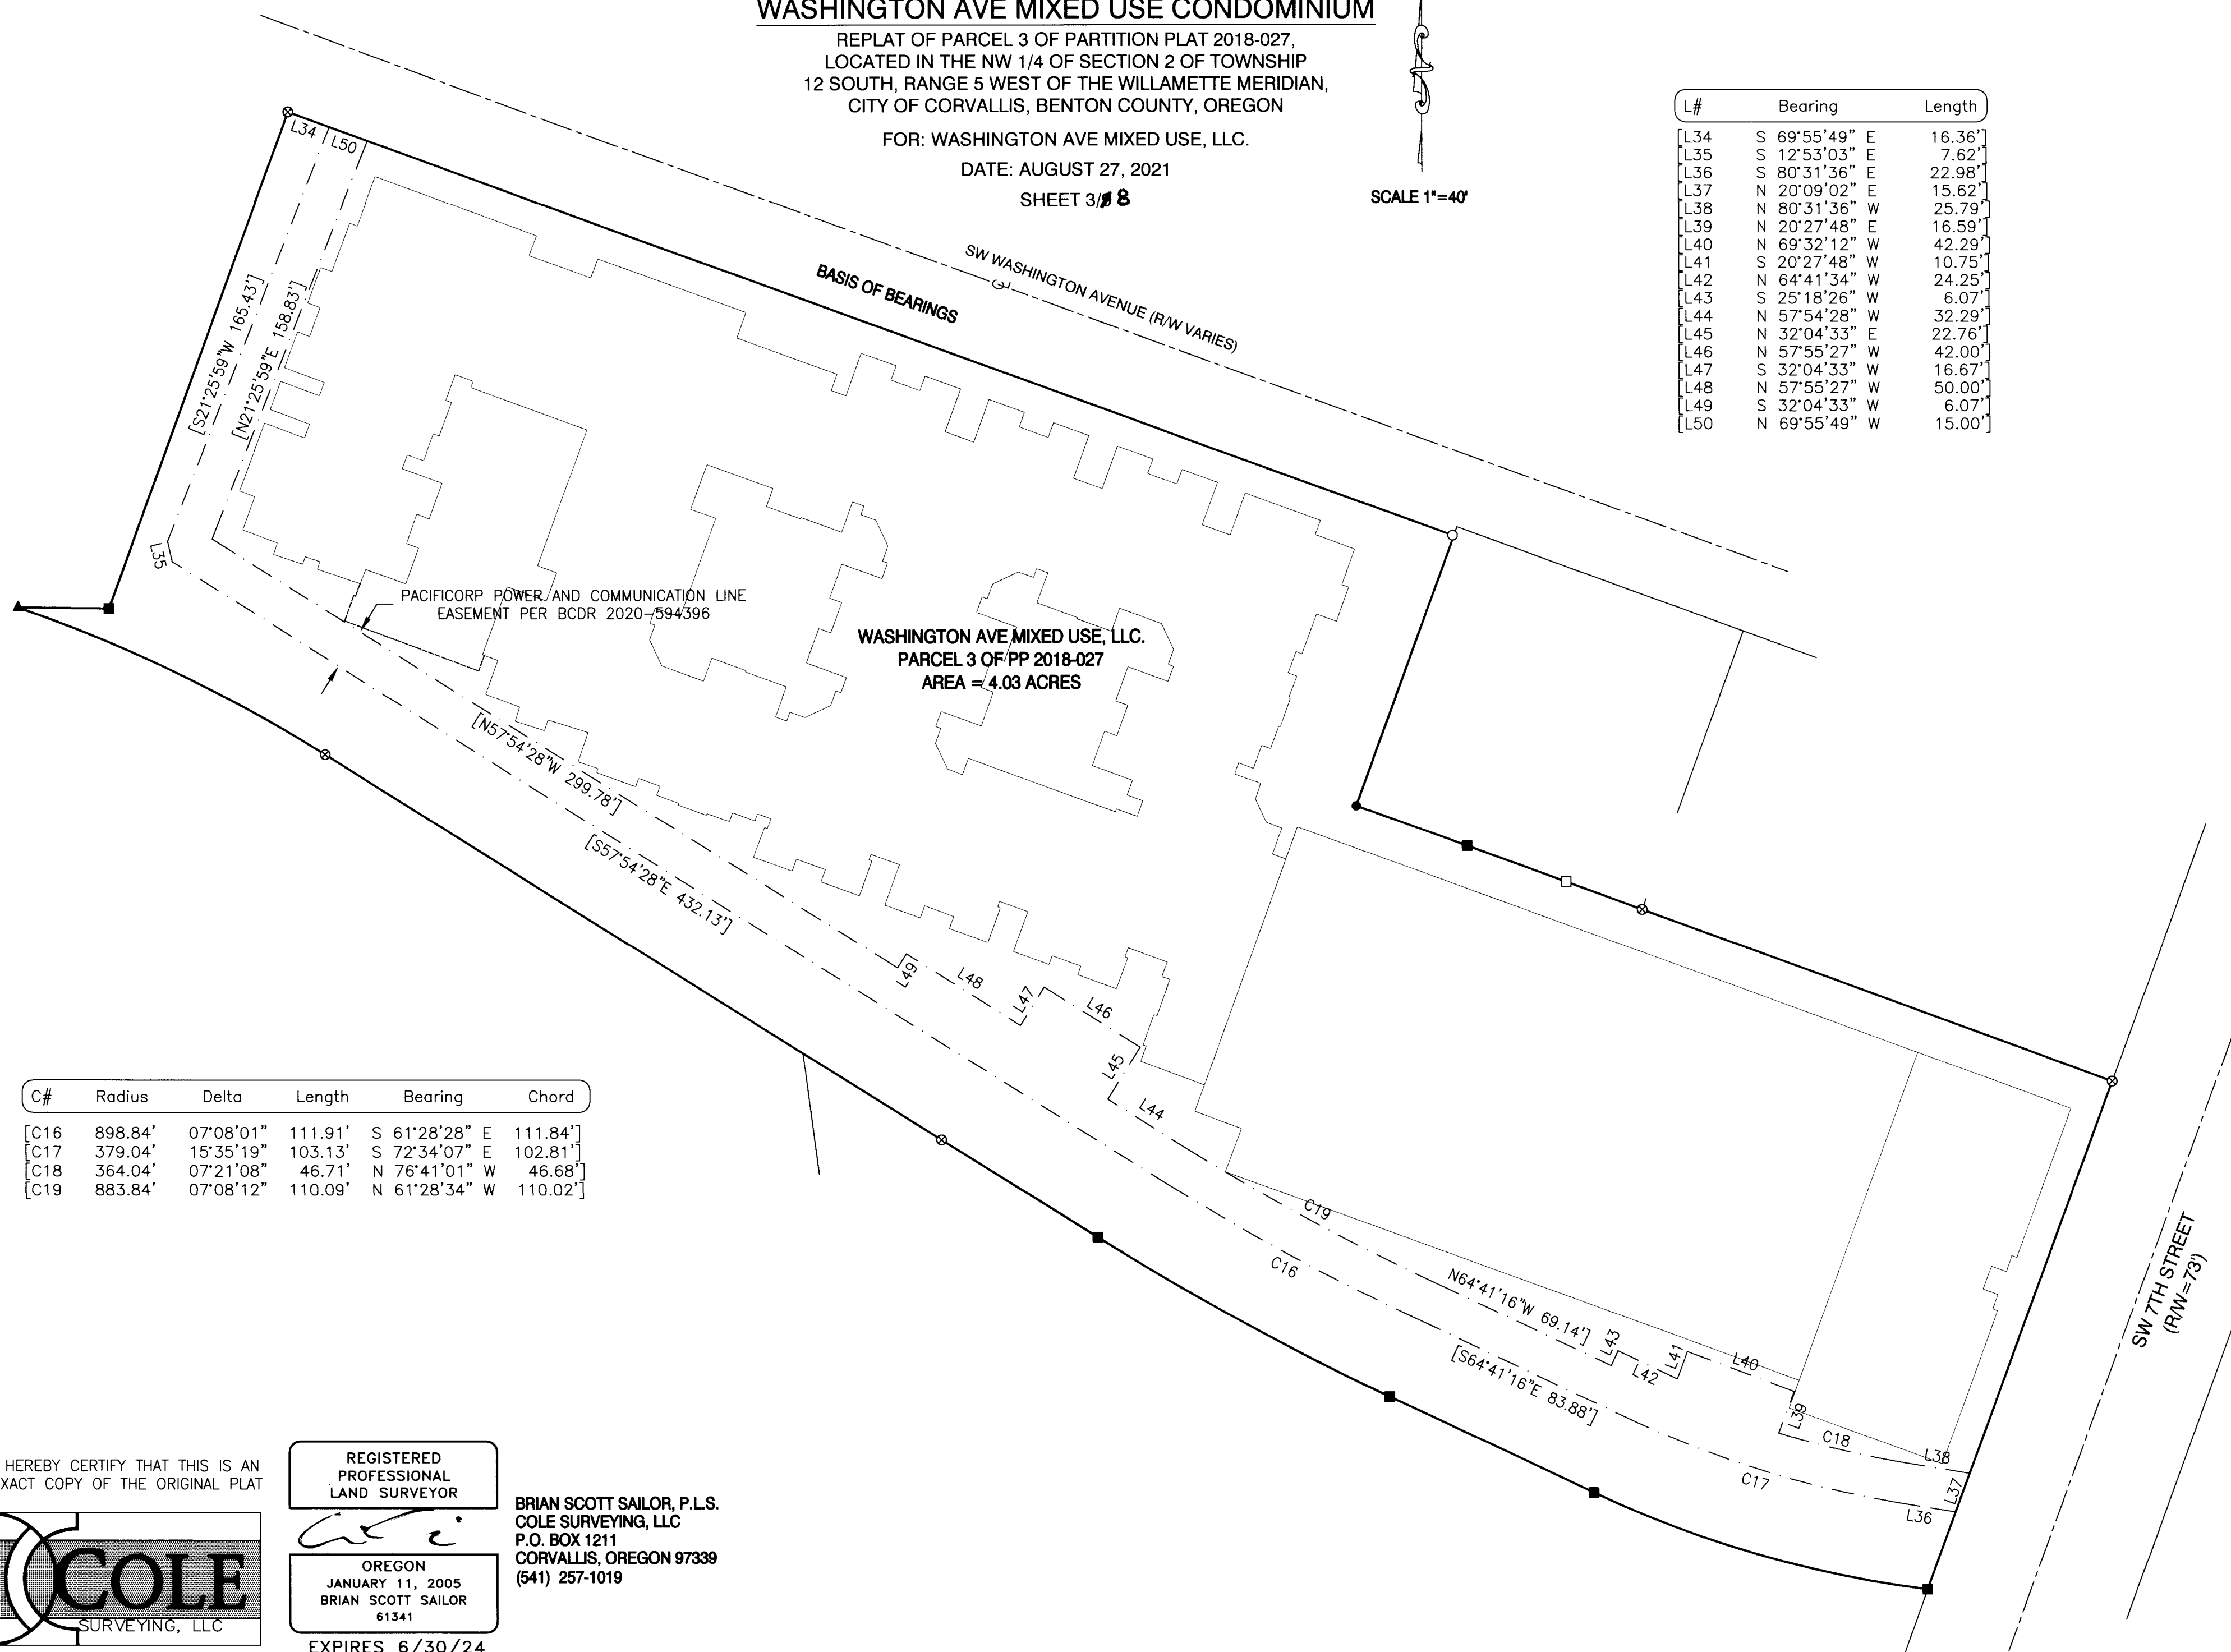 WASHINGTON AVE MIXED USE CONDOMINIUM
REPLAT OF PARCEL 3 OF PARTITION PLAT 2018-027,
LOCATED IN THE NW 1/4 OF SECTION 2 OF TOWNSHIP
12 SOUTH, RANGE 5 WEST OF THE WILLAMETTE MERIDIAN,
CITY OF CORVALLIS, BENTON COUNTY, OREGON
FOR: WASHINGTON AVE MIXED USE, LLC.
DATE: AUGUST 27, 2021
SHEET 3/8
SCALE 1"=40'
L# Bearing Length
[L34 S 69°55'49" E 16.36']
[L35 S 12°53'03" E 7.62']
[L36 S 80°31'36" E 22.98']
[L37 N 20°09'02" E 15.62']
[L38 N 80°31'36" W 25.79']
[L39 N 20°27'48" E 16.59']
[L40 N 69°32'12" W 42.29']
[L41 S 20°27'48" W 10.75']
[L42 N 64°41'34" W 24.25']
[L43 S 25°18'26" W 6.07']
[L44 N 57°54'28" W 32.29']
[L45 N 32°04'33" E 22.76']
[L46 N 57°55'27" W 42.00']
[L47 S 32°04'33" W 16.67']
[L48 N 57°55'27" W 50.00']
[L49 S 32°04'33" W 6.07']
[L50 N 69°55'49" W 15.00']
L34
L50
SW WASHINGTON AVENUE (R/W VARIES)
BASIS OF BEARINGS
[S21°25'59"W 165.43']
[N21°25'59"E 158.83']
L35
PACIFICORP POWER AND COMMUNICATION LINE
EASEMENT PER BCDR 2020-594396
WASHINGTON AVE MIXED USE, LLC.
PARCEL 3 OF PP 2018-027
AREA = 4.03 ACRES
[N57°54'28"W 299.78']
[S57°54'28"E 432.13']
L49
L48
L47
L46
L45
L44
C19
C16
N64°41'16"W 69.14']
[S64°41'16"E 83.88']
L43
L42
L41
L40
L39
C18
L38
C17
L37
L36
SW 7TH STREET
(R/W=73')
C# Radius Delta Length Bearing Chord
[C16 898.84' 07°08'01" 111.91' S 61°28'28" E 111.84']
[C17 379.04' 15°35'19" 103.13' S 72°34'07" E 102.81']
[C18 364.04' 07°21'08" 46.71' N 76°41'01" W 46.68']
[C19 883.84' 07°08'12" 110.09' N 61°28'34" W 110.02']
HEREBY CERTIFY THAT THIS IS AN
XACT COPY OF THE ORIGINAL PLAT
COLE
SURVEYING, LLC
REGISTERED
PROFESSIONAL
LAND SURVEYOR
OREGON
JANUARY 11, 2005
BRIAN SCOTT SAILOR
61341
EXPIRES 6/30/24
BRIAN SCOTT SAILOR, P.L.S.
COLE SURVEYING, LLC
P.O. BOX 1211
CORVALLIS, OREGON 97339
(541) 257-1019